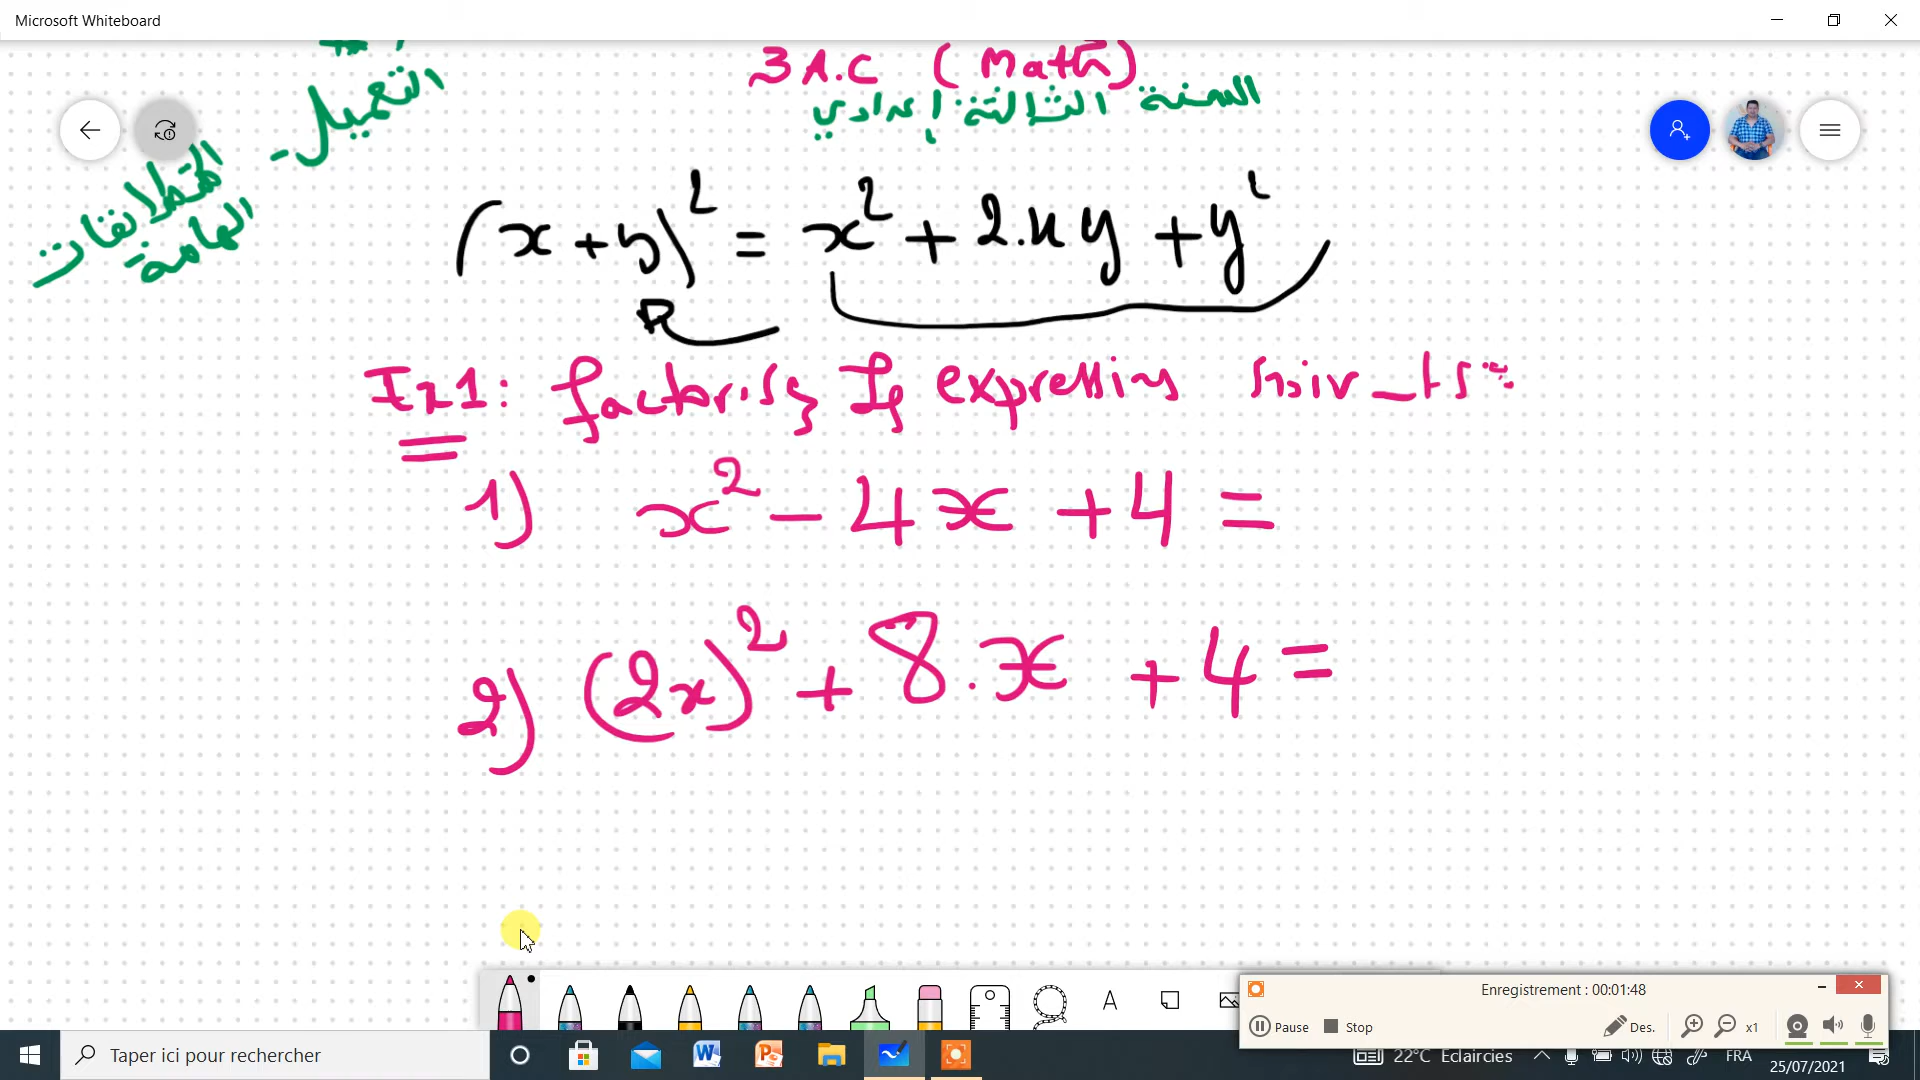 Microsoft Whiteboard
3 A.C (Math)
السنة الثالثة إعدادي
التعميل
المتطابقات
الهامة
(x+y)² = x² + 2.xy + y²
Ex1: factorise les expressions suivantes:
1) x² - 4x + 4 =
2) (2x)² + 8.x + 4 =
A
Enregistrement : 00:01:48
Pause Stop Des. x1
Taper ici pour rechercher
22°C Eclaircies FRA
25/07/2021